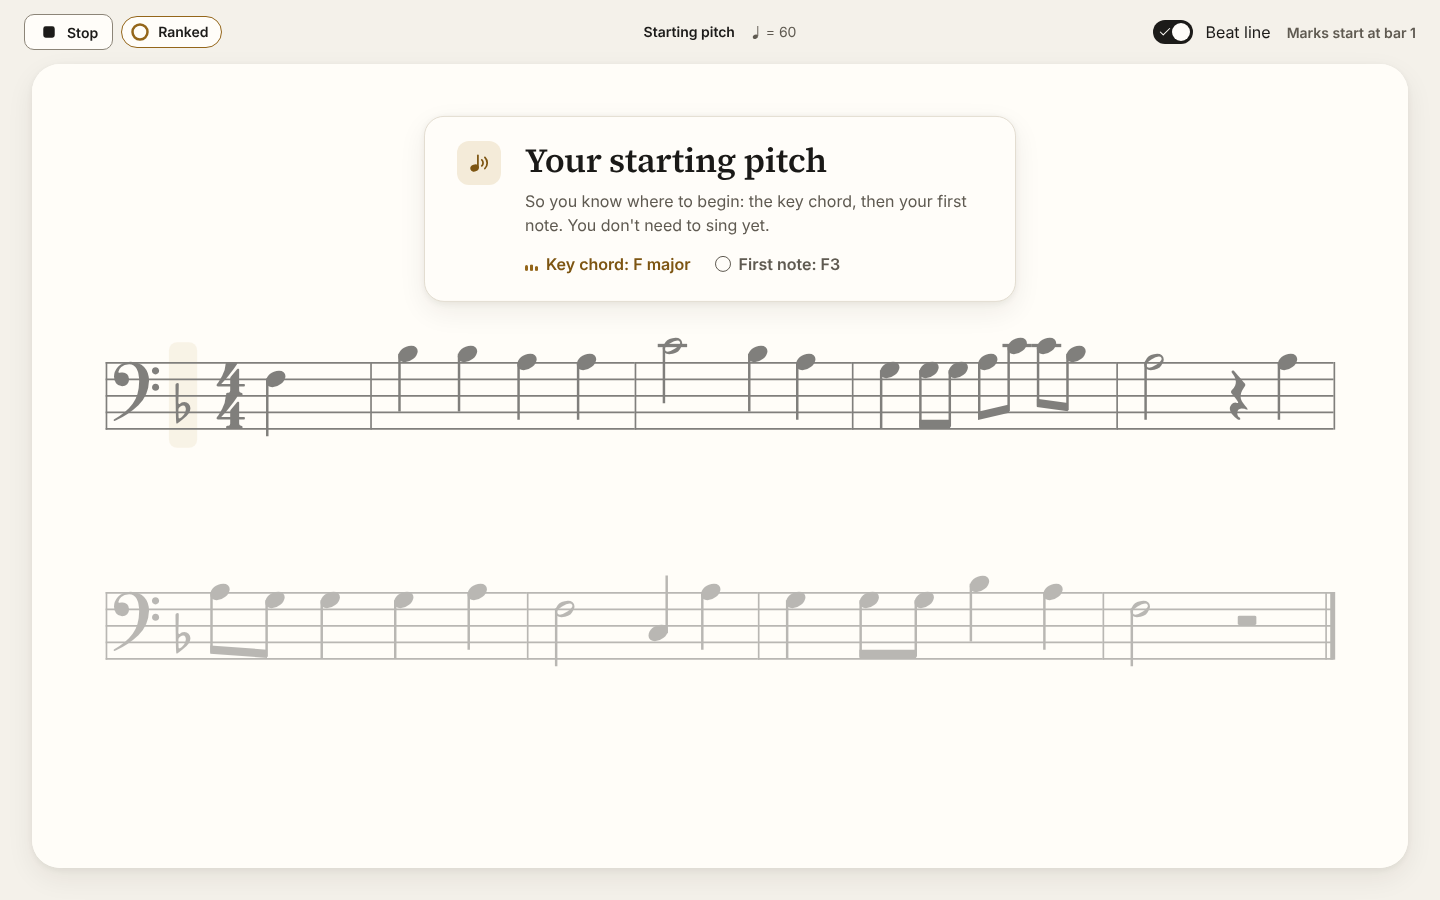 Stop
Ranked
Starting pitch
♩ = 60
Beat line
Marks start at bar 1
Your starting pitch
So you know where to begin: the key chord, then your first
note. You don't need to sing yet.
Key chord: F major
First note: F3
4
4